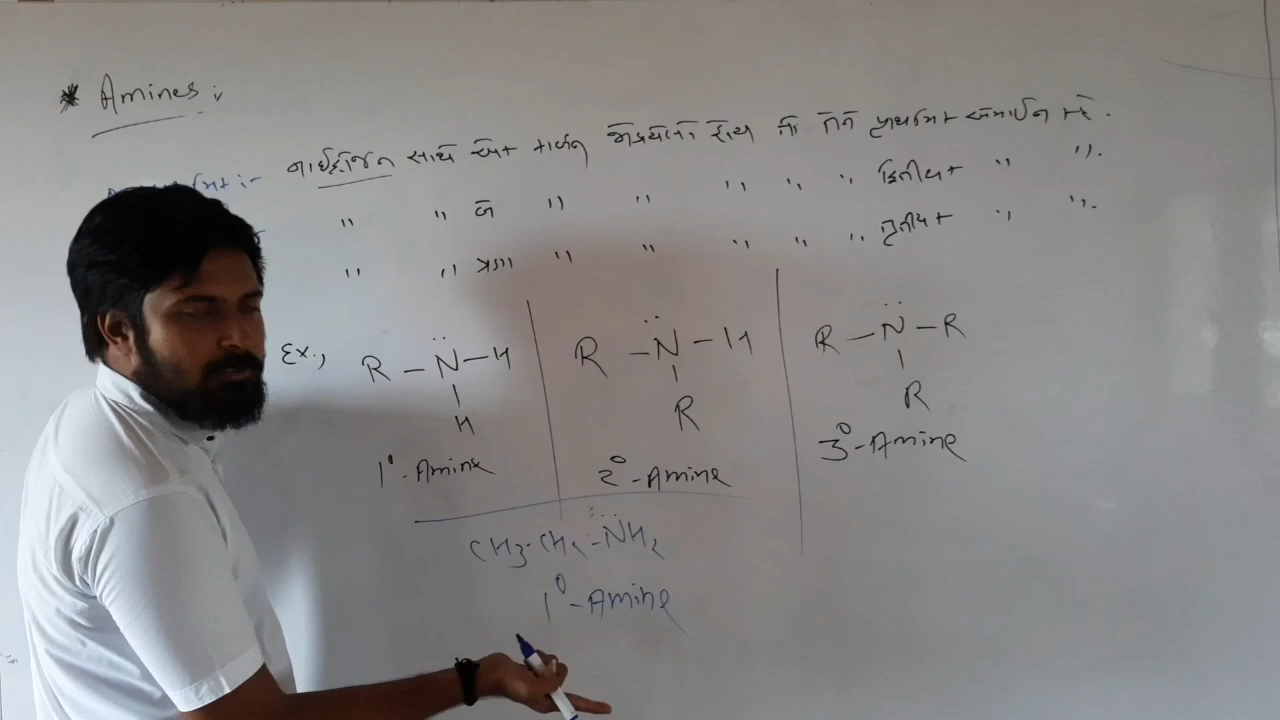 * Amines :
:- નાઈટ્રોજન સાથે એક કાર્બન જોડાયેલો હોય તો તેને પ્રાથમિક એમાઈન કહે.
" " બે " " " " " દ્વિતીયક " ".
" " ત્રણ " " " " " તૃતીયક " ".
Ex.,
R – N̈ – H
|
H
1°-Amine
R – N̈ – H
|
R
2°-Amine
R – N̈ – R
|
R
3°-Amine
CH3-CH2-N̈H2
1°-Amine